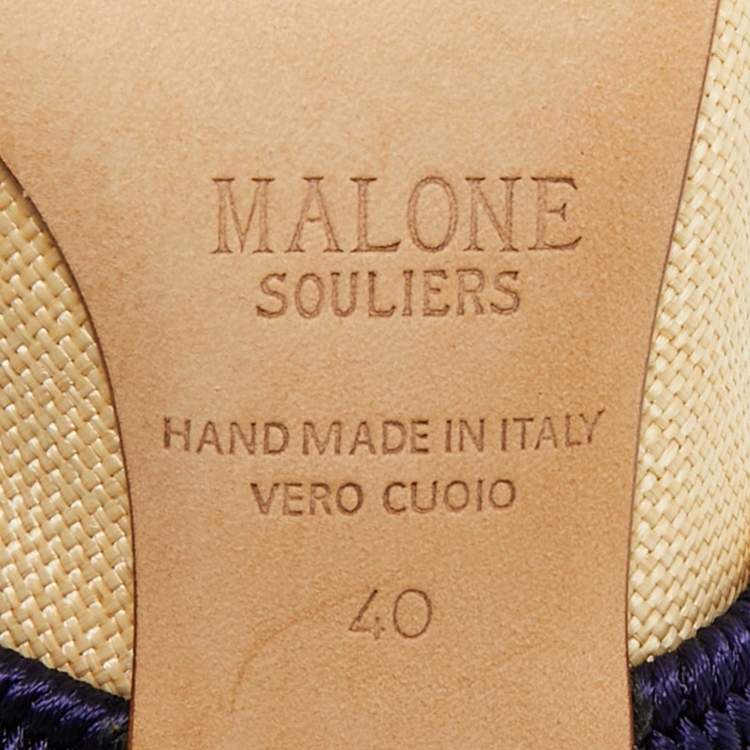 MALONE
SOULIERS
HAND MADE IN ITALY
VERO CUOIO
40